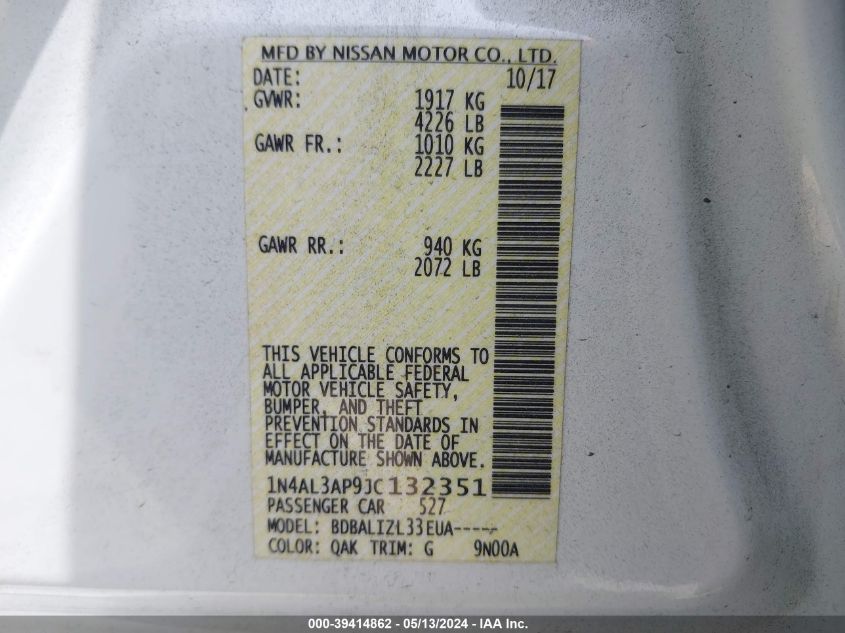 MFD BY NISSAN MOTOR CO., LTD.
DATE: 10/17
GVWR: 1917 KG
4226 LB
GAWR FR.: 1010 KG
2227 LB
GAWR RR.: 940 KG
2072 LB
THIS VEHICLE CONFORMS TO
ALL APPLICABLE FEDERAL
MOTOR VEHICLE SAFETY,
BUMPER, AND THEFT
PREVENTION STANDARDS IN
EFFECT ON THE DATE OF
MANUFACTURE SHOWN ABOVE.
1N4AL3AP9JC132351
PASSENGER CAR 527
MODEL: BDBALIZL33EUA-----
COLOR: QAK TRIM: G 9N00A
000-39414862 - 05/13/2024 - IAA Inc.